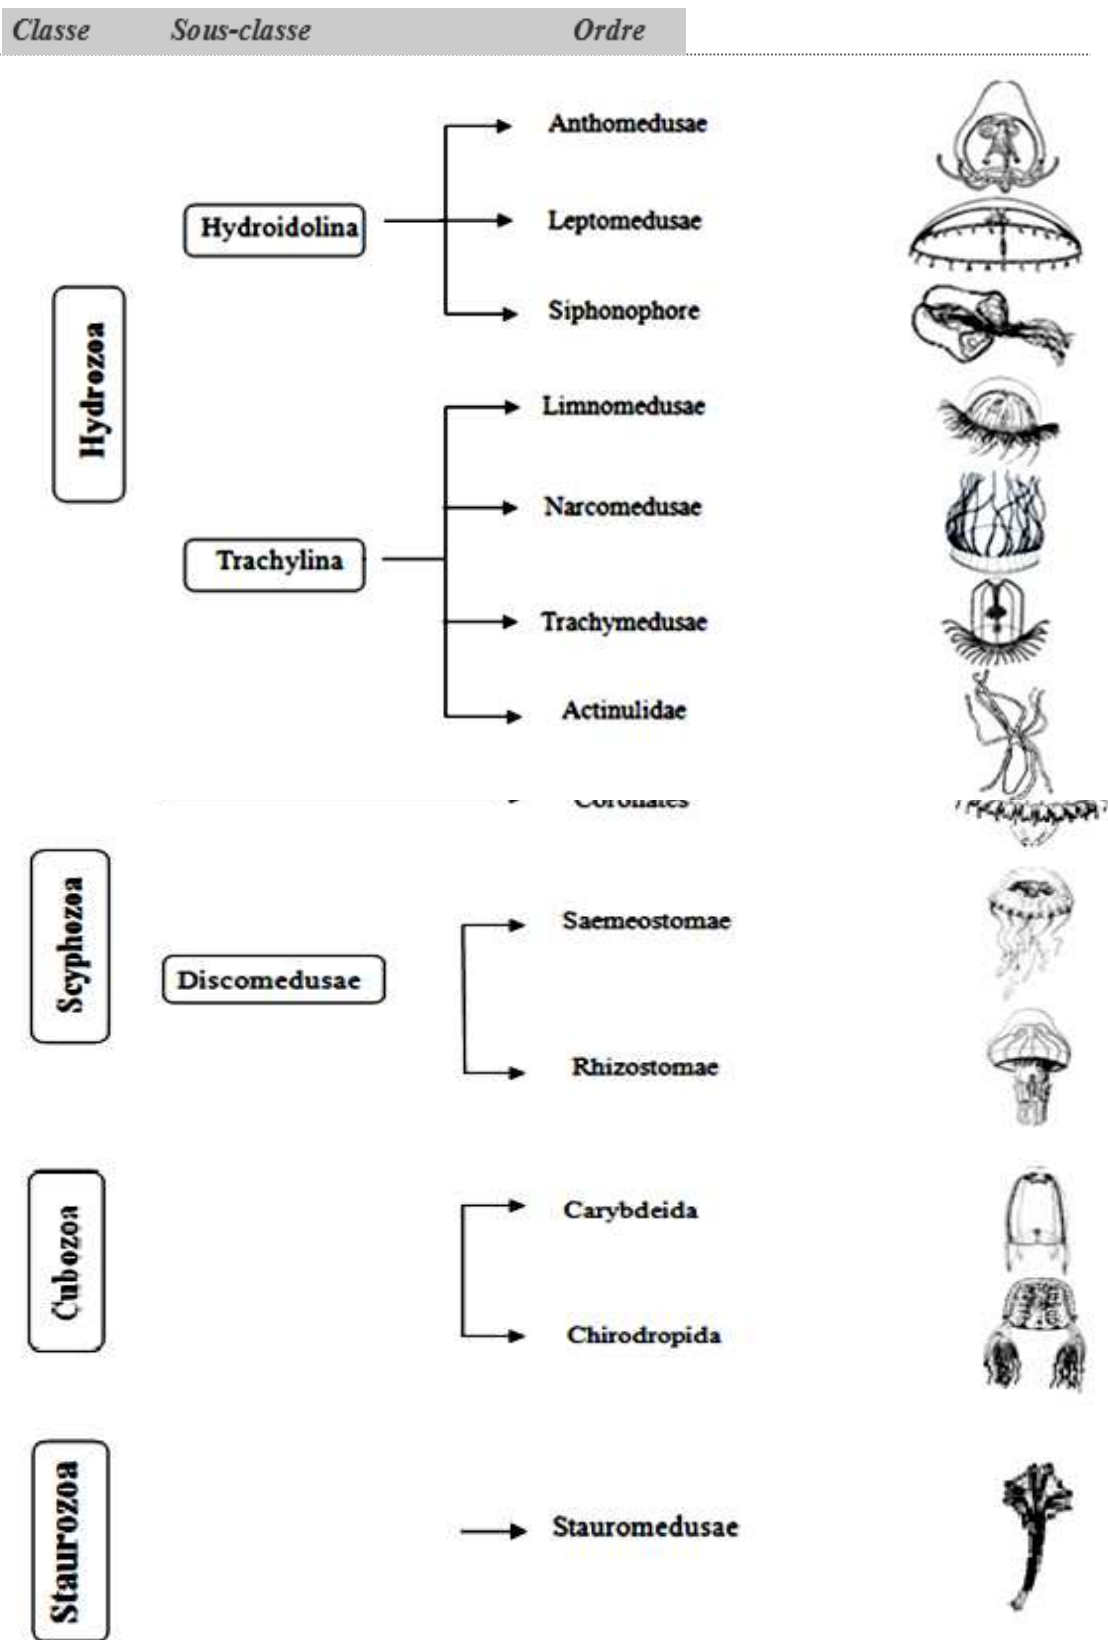 Classe Sous-classe Ordre
Hydrozoa
Hydroidolina
Anthomedusae
Leptomedusae
Siphonophore
Trachylina
Limnomedusae
Narcomedusae
Trachymedusae
Actinulidae
Coronates
Scyphozoa
Discomedusae
Saemeostomae
Rhizostomae
Cubozoa
Carybdeida
Chirodropida
Staurozoa
Stauromedusae